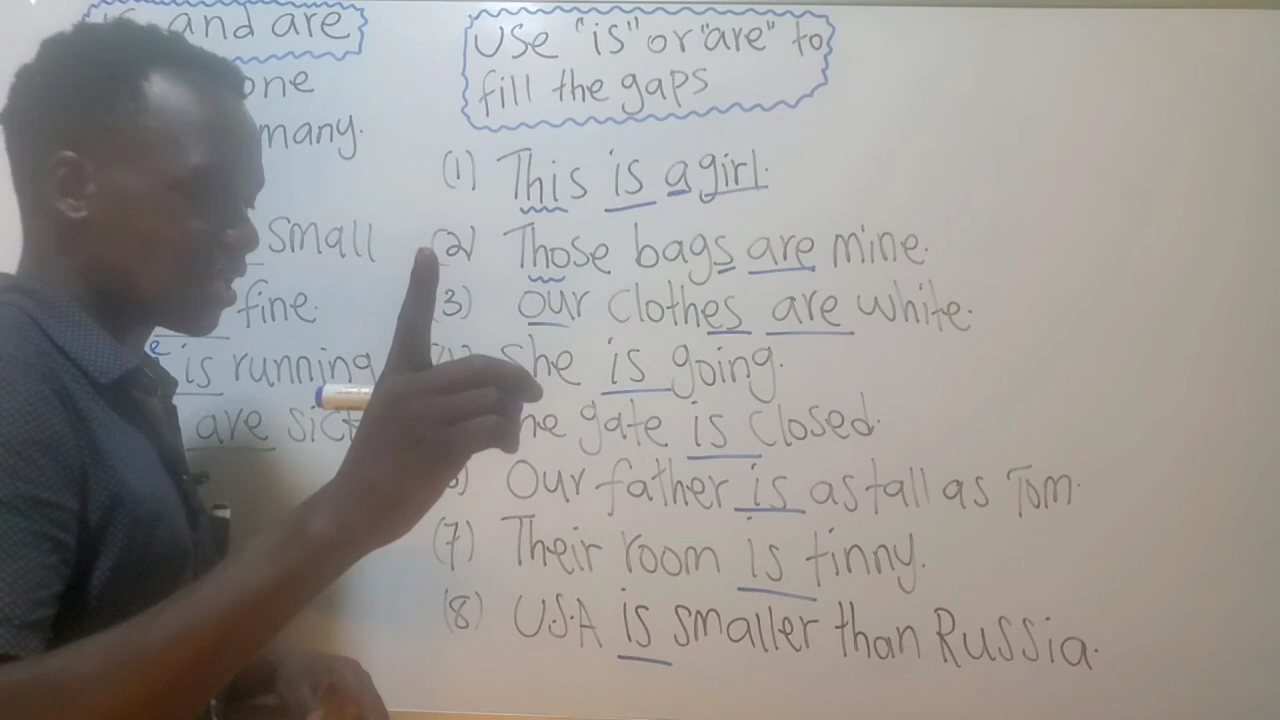 and are
one
many.
small
fine.
is running
are
Use "is" or "are" to
fill the gaps
(1) This is a girl.
(2) Those bags are mine.
(3) Our clothes are white.
She is going.
gate is closed.
Our father is as tall as Tom.
(7) Their room is tinny.
(8) U.S.A is smaller than Russia.